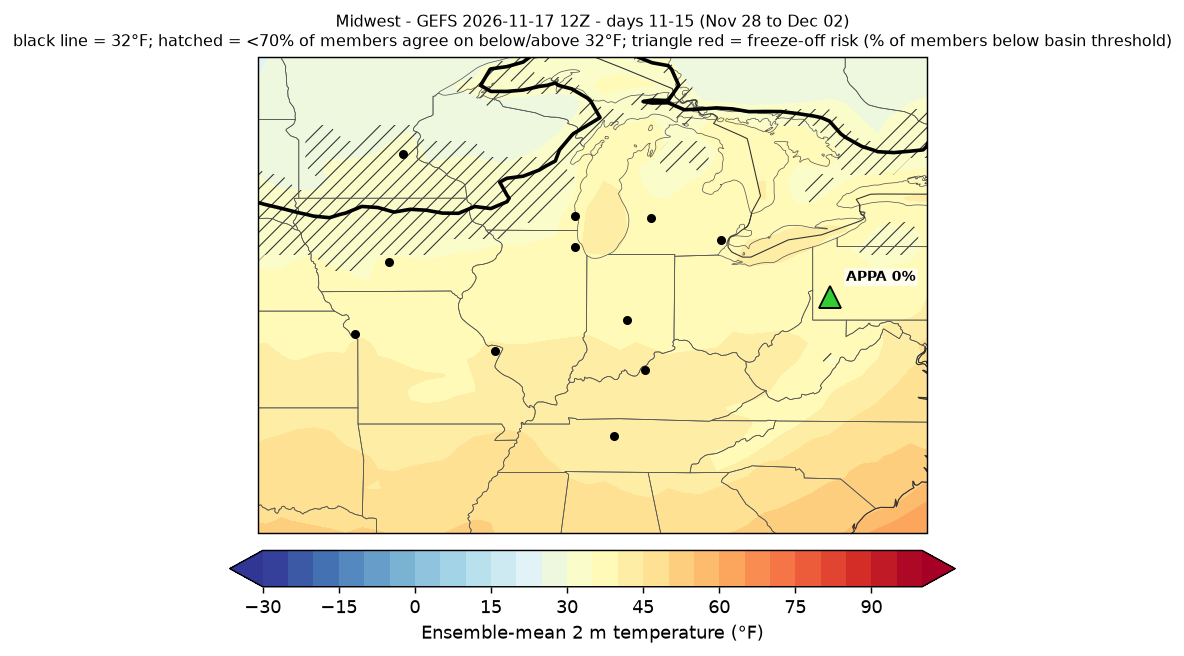 Midwest - GEFS 2026-11-17 12Z - days 11-15 (Nov 28 to Dec 02)
black line = 32°F; hatched = <70% of members agree on below/above 32°F; triangle red = freeze-off risk (% of members below basin threshold)
APPA 0%
−30 −15 0 15 30 45 60 75 90
Ensemble-mean 2 m temperature (°F)